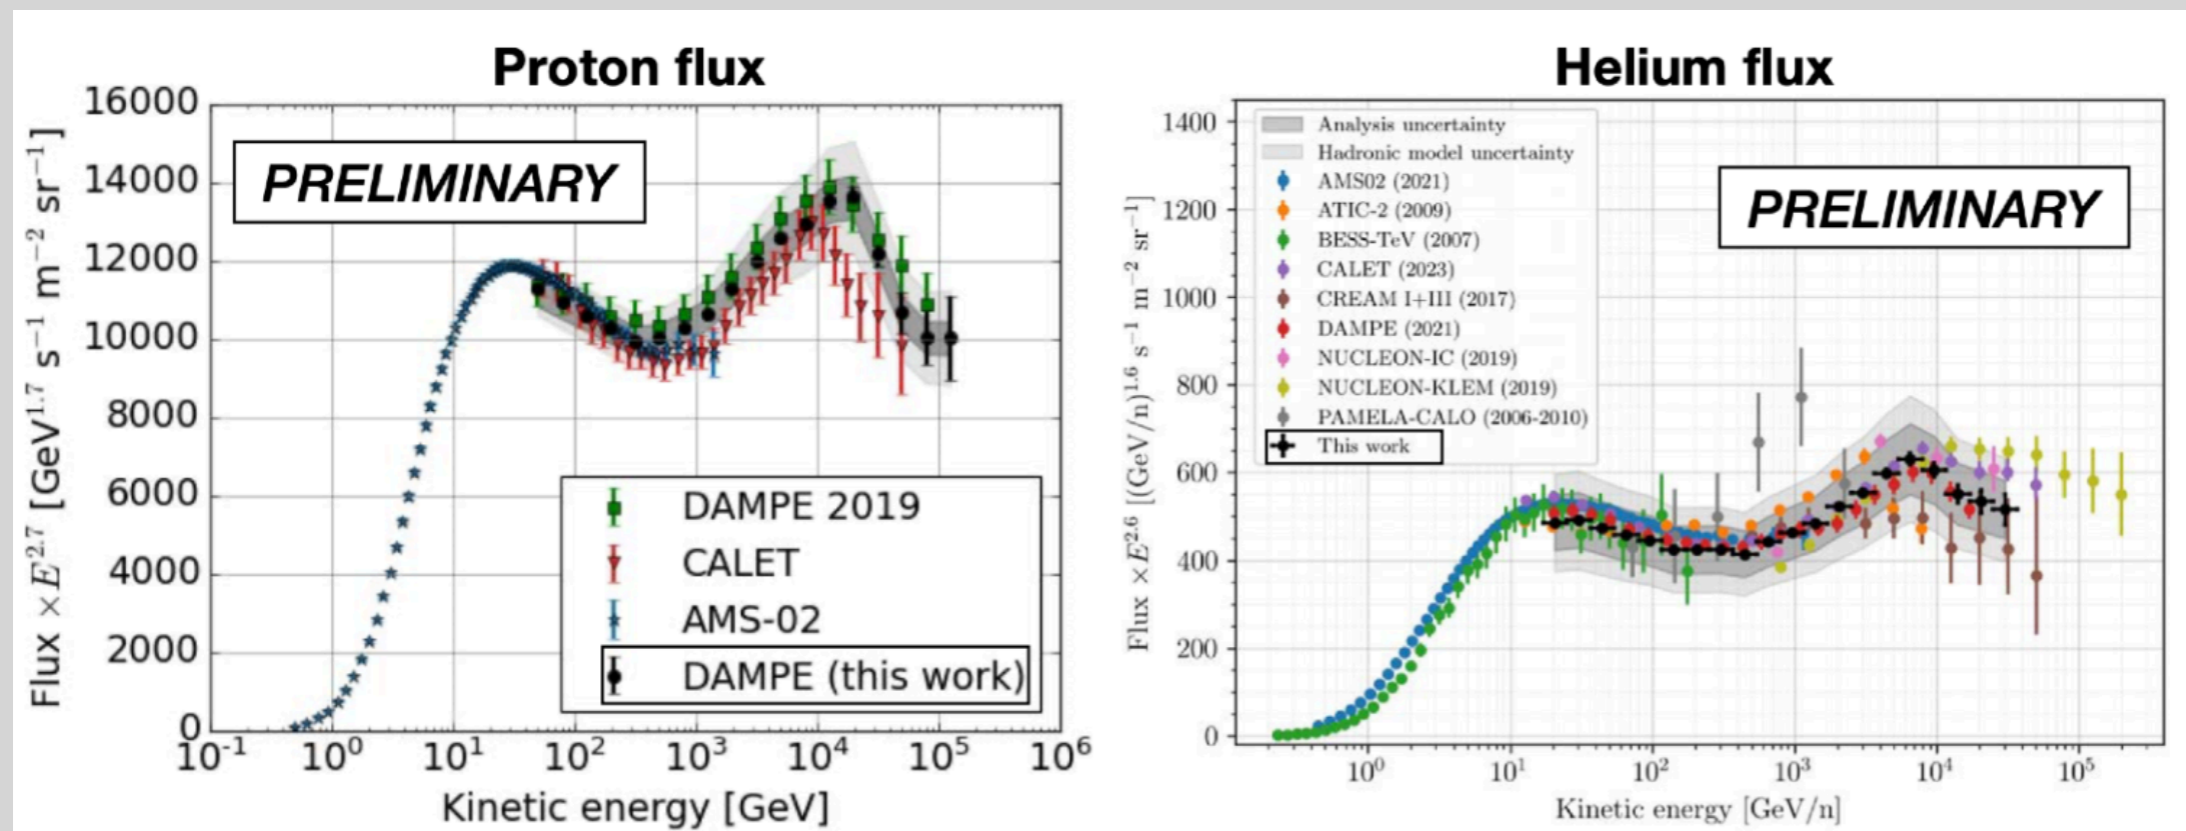 Proton flux
PRELIMINARY
Flux ×E^2.7 [GeV^1.7 s^−1 m^−2 sr^−1]
16000
14000
12000
10000
8000
6000
4000
2000
0
DAMPE 2019
CALET
AMS-02
DAMPE (this work)
10^−1 10^0 10^1 10^2 10^3 10^4 10^5 10^6
Kinetic energy [GeV]
Helium flux
PRELIMINARY
Flux ×E^2.6 [(GeV/n)^1.6 s^−1 m^−2 sr^−1]
1400
1200
1000
800
600
400
200
0
Analysis uncertainty
Hadronic model uncertainty
AMS02 (2021)
ATIC-2 (2009)
BESS-TeV (2007)
CALET (2023)
CREAM I+III (2017)
DAMPE (2021)
NUCLEON-IC (2019)
NUCLEON-KLEM (2019)
PAMELA-CALO (2006-2010)
This work
10^0 10^1 10^2 10^3 10^4 10^5
Kinetic energy [GeV/n]